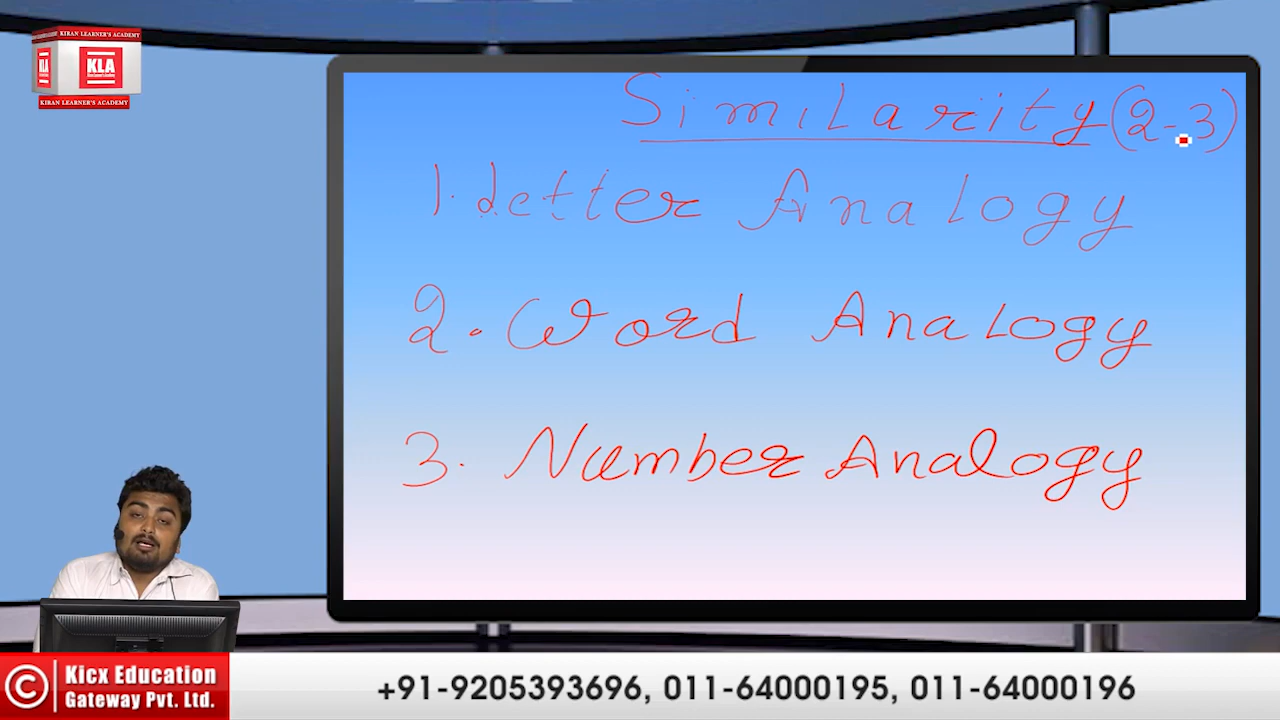 KIRAN LEARNER'S ACADEMY
KLA
KIRAN LEARNER'S ACADEMY
Similarity (2-3)
1. Letter Analogy
2. Word Analogy
3. Number Analogy
© Kicx Education
Gateway Pvt. Ltd.
+91-9205393696, 011-64000195, 011-64000196